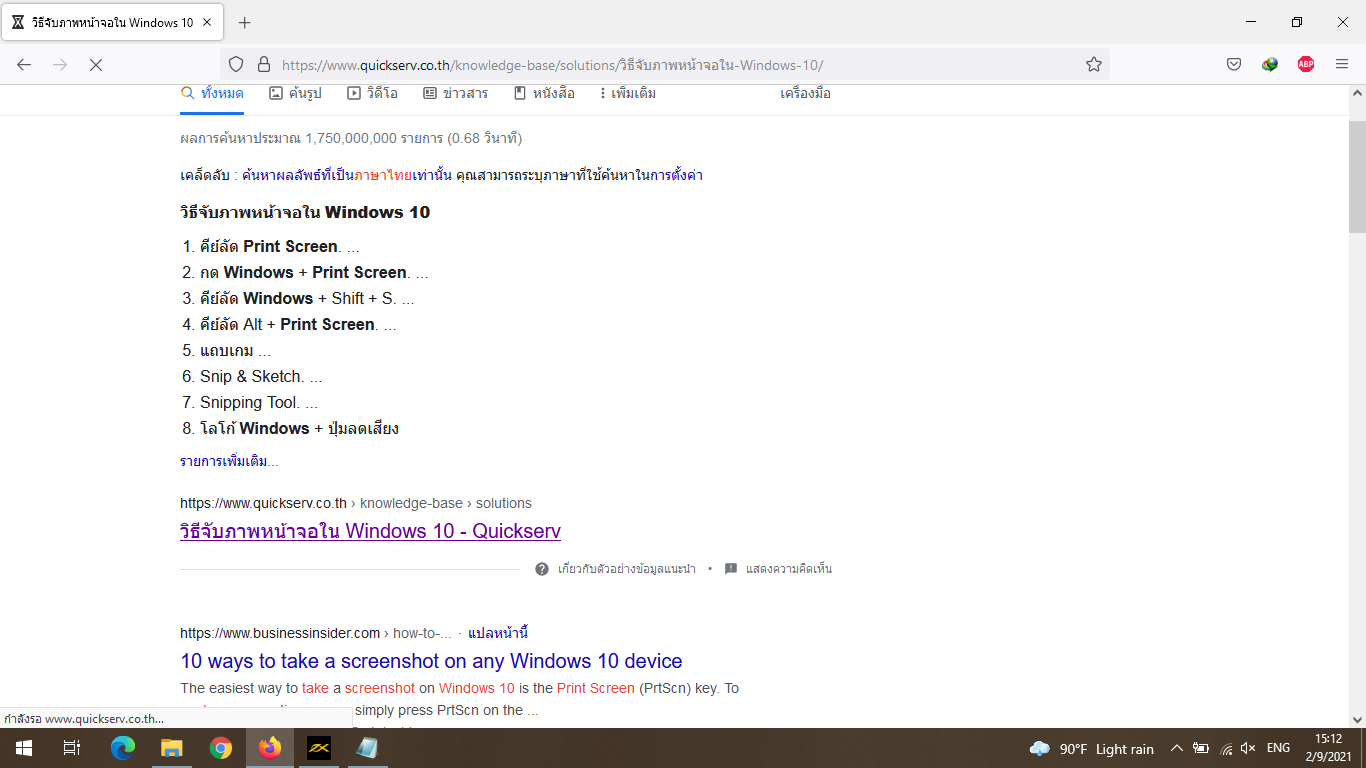 วิธีจับภาพหน้าจอใน Windows 10
https://www.quickserv.co.th/knowledge-base/solutions/วิธีจับภาพหน้าจอใน-Windows-10/
ABP
ทั้งหมด ค้นรูป วิดีโอ ข่าวสาร หนังสือ เพิ่มเติม เครื่องมือ
ผลการค้นหาประมาณ 1,750,000,000 รายการ (0.68 วินาที)
เคล็ดลับ : ค้นหาผลลัพธ์ที่เป็นภาษาไทยเท่านั้น คุณสามารถระบุภาษาที่ใช้ค้นหาในการตั้งค่า
วิธีจับภาพหน้าจอใน Windows 10
1. คีย์ลัด Print Screen. ...
2. กด Windows + Print Screen. ...
3. คีย์ลัด Windows + Shift + S. ...
4. คีย์ลัด Alt + Print Screen. ...
5. แถบเกม ...
6. Snip & Sketch. ...
7. Snipping Tool. ...
8. โลโก้ Windows + ปุ่มลดเสียง
รายการเพิ่มเติม...
https://www.quickserv.co.th › knowledge-base › solutions
วิธีจับภาพหน้าจอใน Windows 10 - Quickserv
เกี่ยวกับตัวอย่างข้อมูลแนะนำ • แสดงความคิดเห็น
https://www.businessinsider.com › how-to-... · แปลหน้านี้
10 ways to take a screenshot on any Windows 10 device
The easiest way to take a screenshot on Windows 10 is the Print Screen (PrtScn) key. To
simply press PrtScn on the ...
กำลังรอ www.quickserv.co.th...
90°F Light rain ENG
15:12
2/9/2021